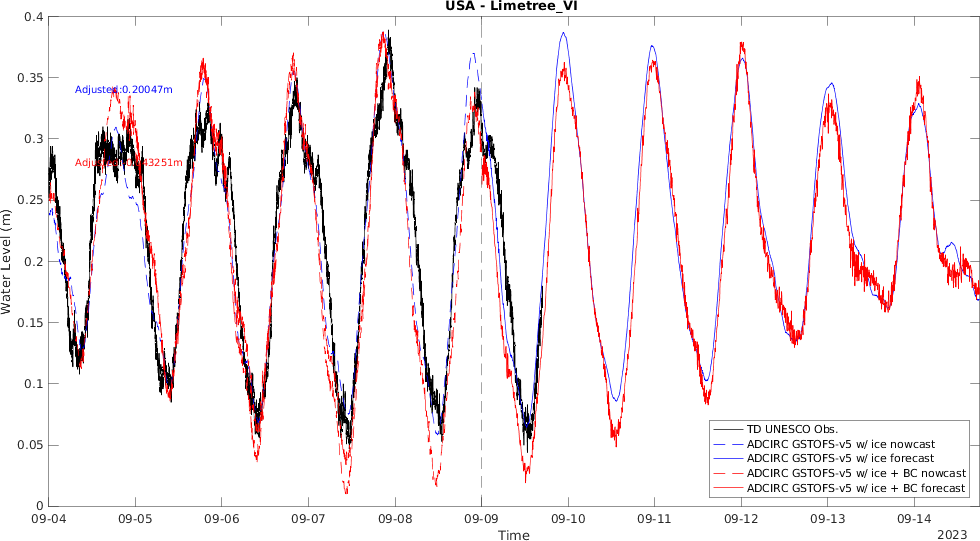 USA - Limetree_VI
0.4
0.35
0.3
0.25
0.2
0.15
0.1
0.05
0
Water Level (m)
Adjusted:0.20047m
09-04
09-05
09-06
09-07
09-08
09-09
09-10
09-11
09-12
09-13
09-14
Time
2023
TD UNESCO Obs.
ADCIRC GSTOFS-v5 w/ ice nowcast
ADCIRC GSTOFS-v5 w/ ice forecast
ADCIRC GSTOFS-v5 w/ ice + BC nowcast
ADCIRC GSTOFS-v5 w/ ice + BC forecast